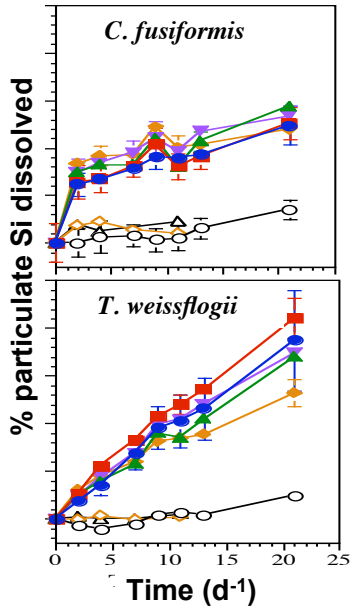 C. fusiformis
T. weissflogii
% particulate Si dissolved
0 5 10 15 20 25
Time (d-1)